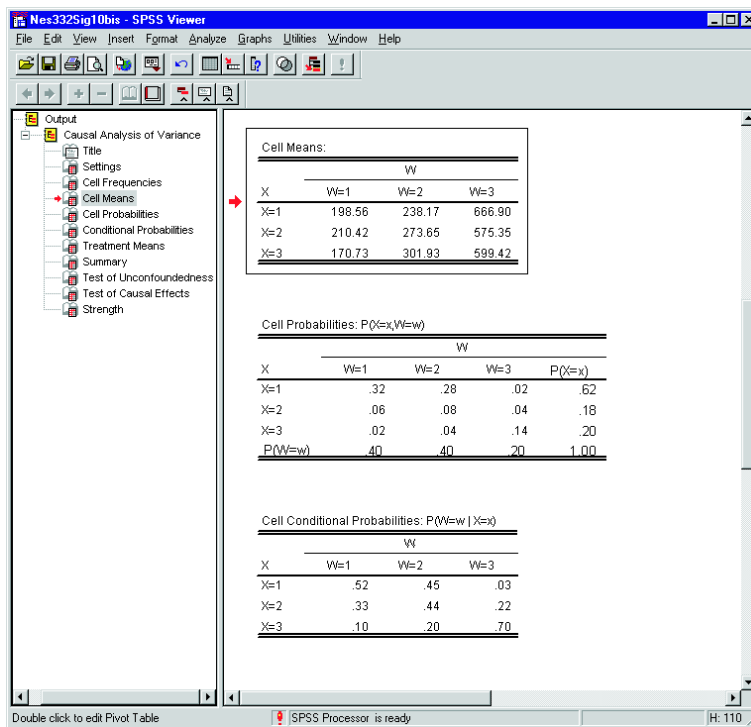 Nes332Sig10bis - SPSS Viewer
File Edit View Insert Format Analyze Graphs Utilities Window Help
Output
Causal Analysis of Variance
Title
Settings
Cell Frequencies
Cell Means
Cell Probabilities
Conditional Probabilities
Treatment Means
Summary
Test of Unconfoundedness
Test of Causal Effects
Strength
Cell Means:
W
X W=1 W=2 W=3
X=1 198.56 238.17 666.90
X=2 210.42 273.65 575.35
X=3 170.73 301.93 599.42
Cell Probabilities: P(X=x,W=w)
W
X W=1 W=2 W=3 P(X=x)
X=1 .32 .28 .02 .62
X=2 .06 .08 .04 .18
X=3 .02 .04 .14 .20
P(W=w) .40 .40 .20 1.00
Cell Conditional Probabilities: P(W=w | X=x)
W
X W=1 W=2 W=3
X=1 .52 .45 .03
X=2 .33 .44 .22
X=3 .10 .20 .70
Double click to edit Pivot Table SPSS Processor is ready H: 110